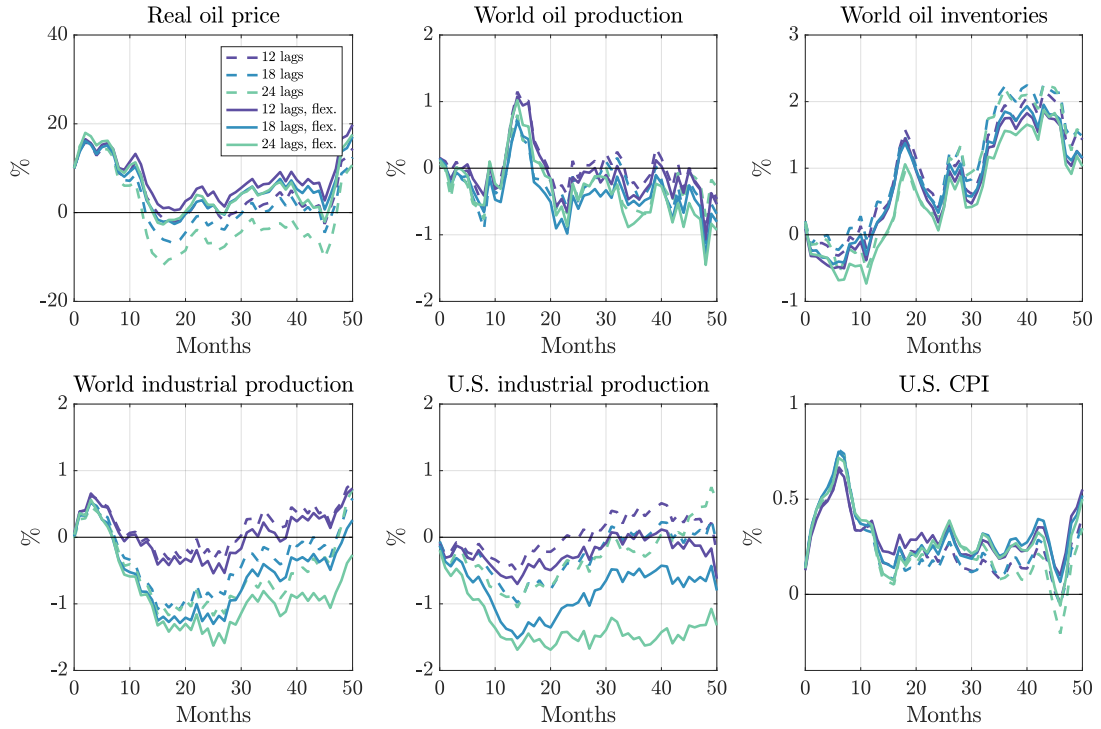 Real oil price
World oil production
World oil inventories
40
20
0
-20
%
0 10 20 30 40 50
Months
12 lags
18 lags
24 lags
12 lags, flex.
18 lags, flex.
24 lags, flex.
2
1
0
-1
-2
%
0 10 20 30 40 50
Months
3
2
1
0
-1
%
0 10 20 30 40 50
Months
World industrial production
U.S. industrial production
U.S. CPI
2
1
0
-1
-2
%
0 10 20 30 40 50
Months
2
1
0
-1
-2
%
0 10 20 30 40 50
Months
1
0.5
0
%
0 10 20 30 40 50
Months